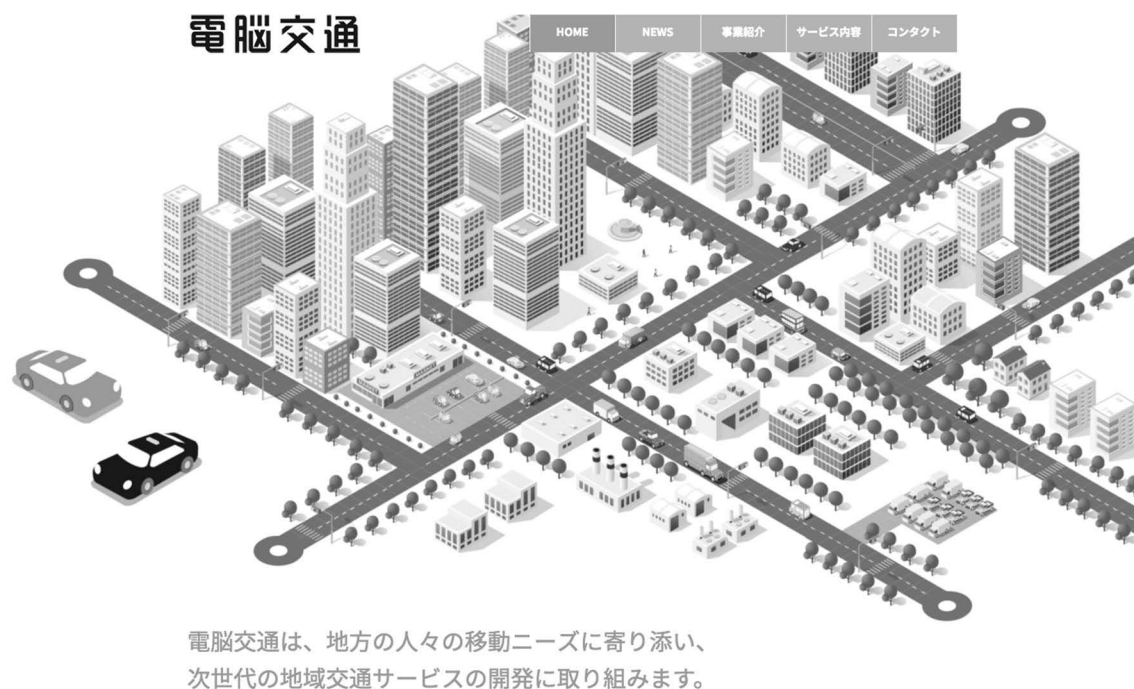 電脳交通
HOME
NEWS
事業紹介
サービス内容
コンタクト
電脳交通は、地方の人々の移動ニーズに寄り添い、
次世代の地域交通サービスの開発に取り組みます。